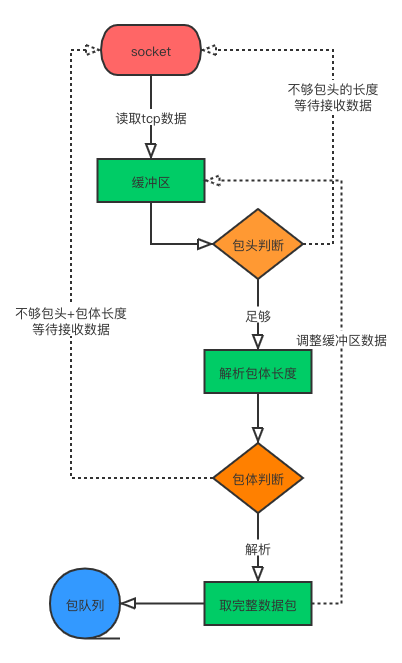 socket
不够包头的长度
等待接收数据
读取tcp数据
缓冲区
包头判断
不够包头+包体长度
等待接收数据
足够
调整缓冲区数据
解析包体长度
包体判断
解析
包队列
取完整数据包